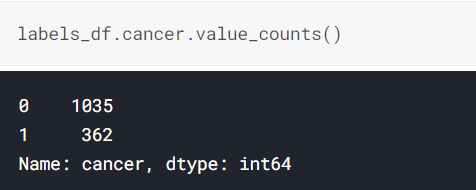 labels_df.cancer.value_counts()
0    1035
1     362
Name: cancer, dtype: int64